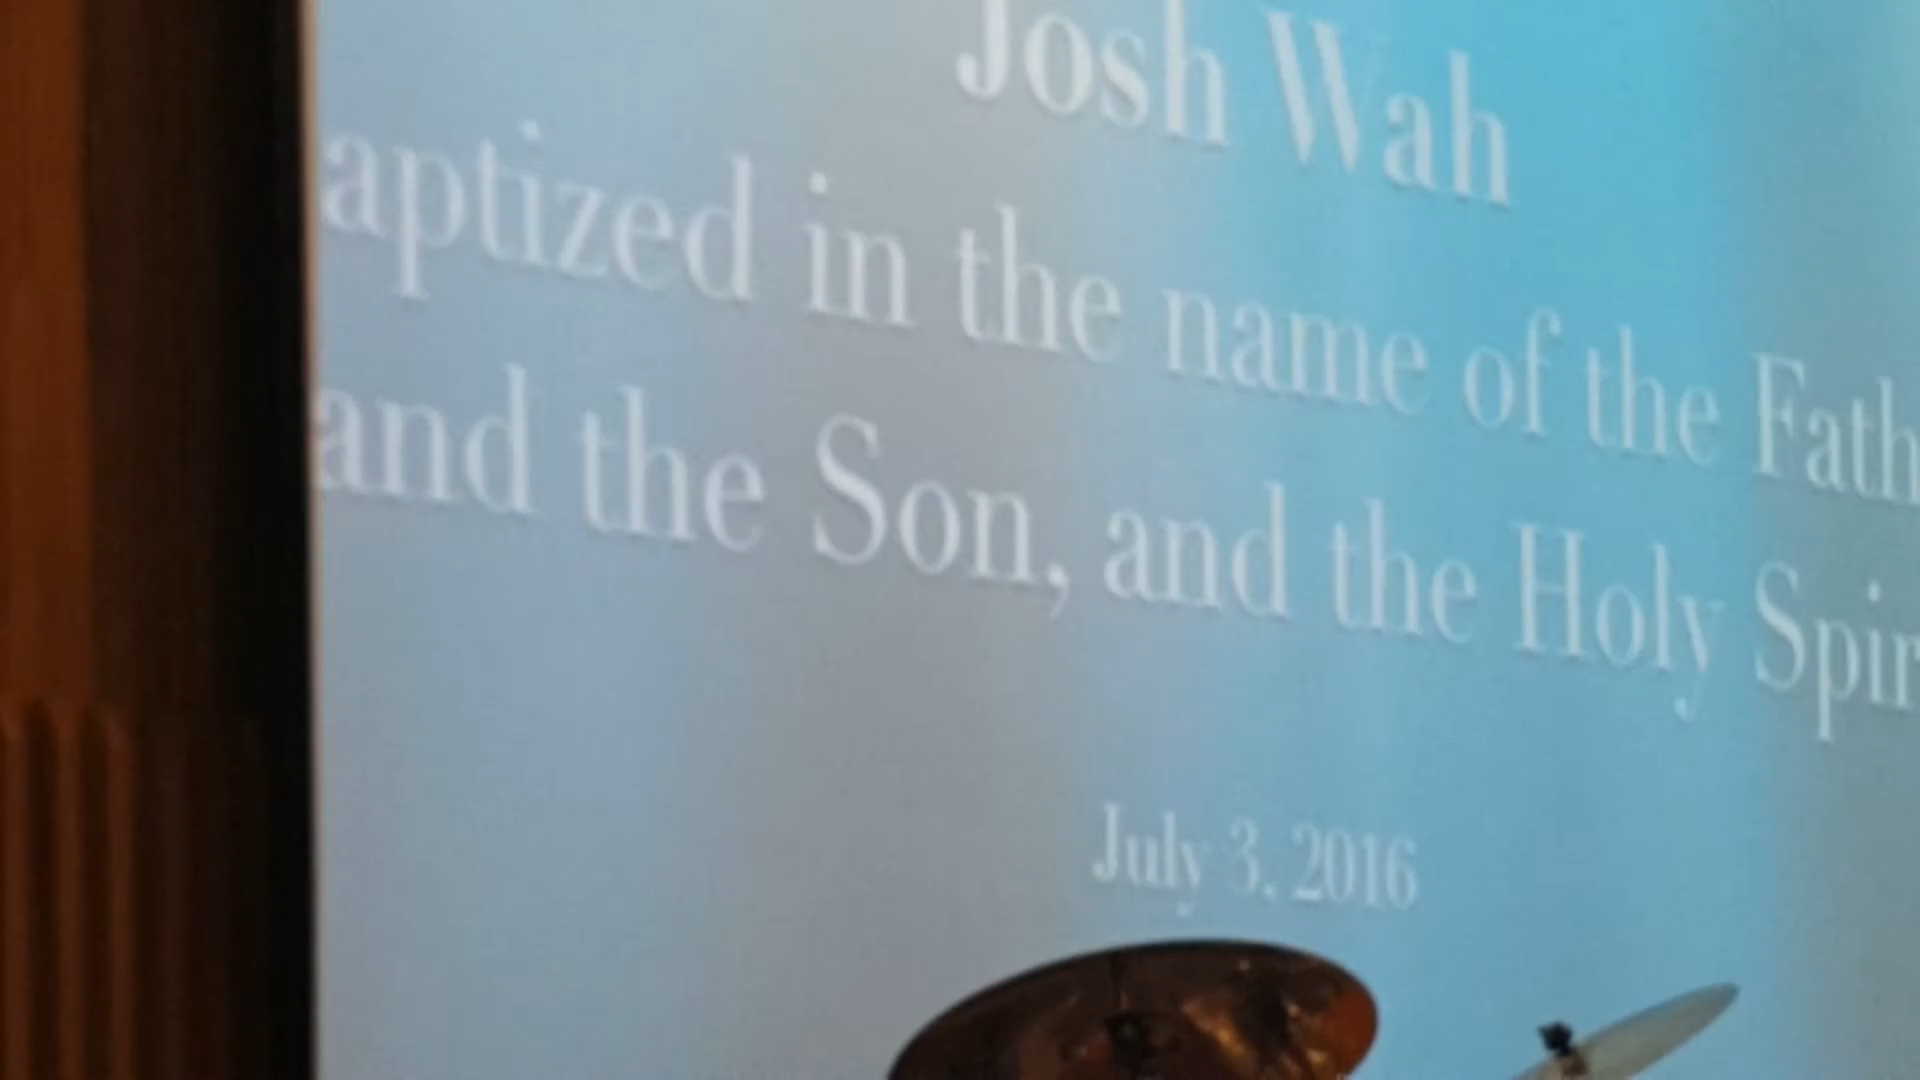 Josh Wah
aptized in the name of the Fath
and the Son, and the Holy Spir
July 3, 2016